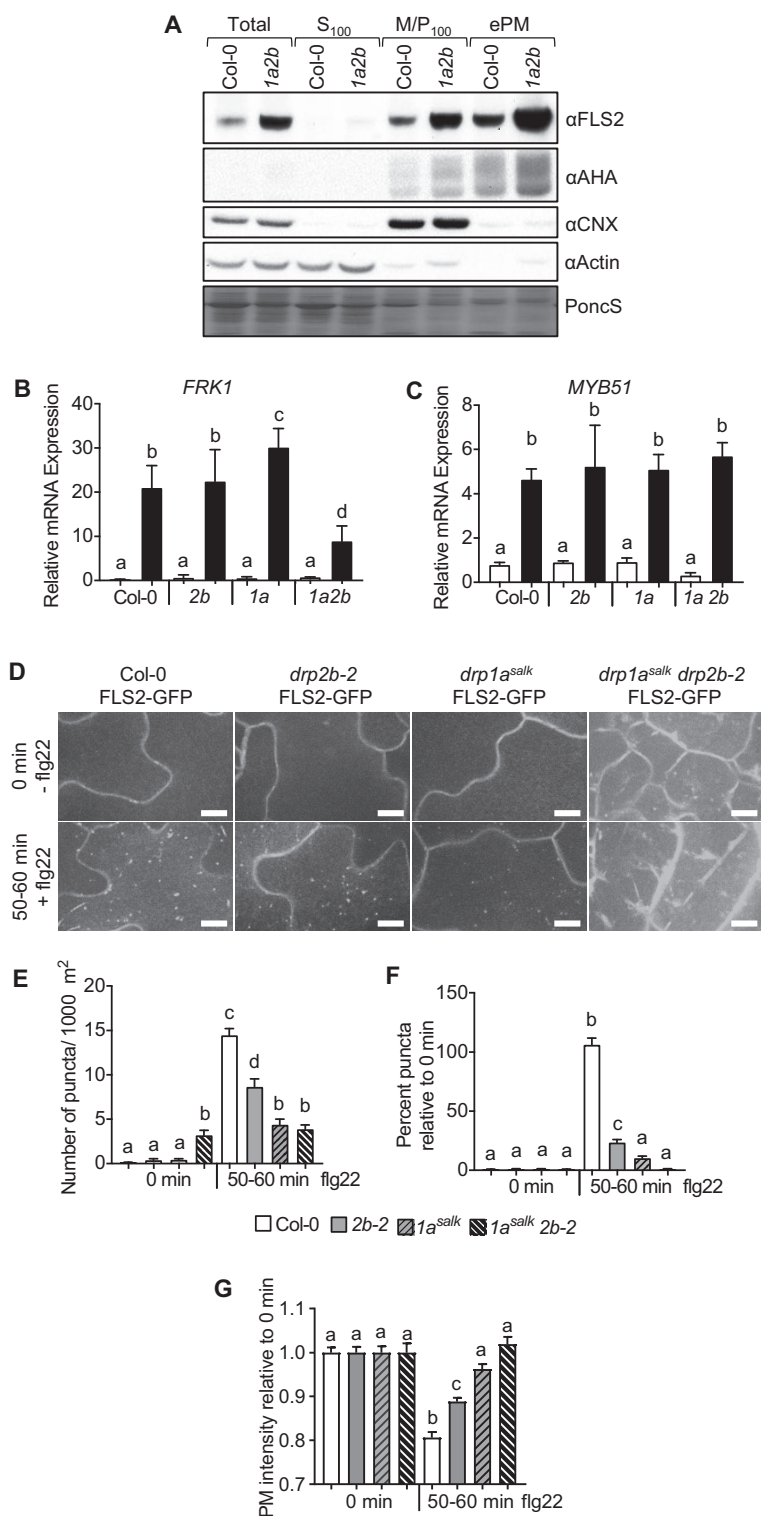 A
Total S100 M/P100 ePM
Col-0 1a2b Col-0 1a2b Col-0 1a2b Col-0 1a2b
αFLS2
αAHA
αCNX
αActin
PoncS
B
FRK1
Relative mRNA Expression
40
30
20
10
0
a b a b a c a d
Col-0 2b 1a 1a2b
C
MYB51
Relative mRNA Expression
8
6
4
2
0
a b a b a b a b
Col-0 2b 1a 1a 2b
D
Col-0 drp2b-2 drp1asalk drp1asalk drp2b-2
FLS2-GFP FLS2-GFP FLS2-GFP FLS2-GFP
0 min
- flg22
50-60 min
+ flg22
E
Number of puncta/ 1000 m2
20
15
10
5
0
a a a b c d b b
0 min 50-60 min flg22
F
Percent puncta
relative to 0 min
150
100
50
0
a a a a b c a a
0 min 50-60 min flg22
Col-0 2b-2 1asalk 1asalk 2b-2
G
PM intensity relative to 0 min
1.1
1.0
0.9
0.8
0.7
a a a a b c a a
0 min 50-60 min flg22